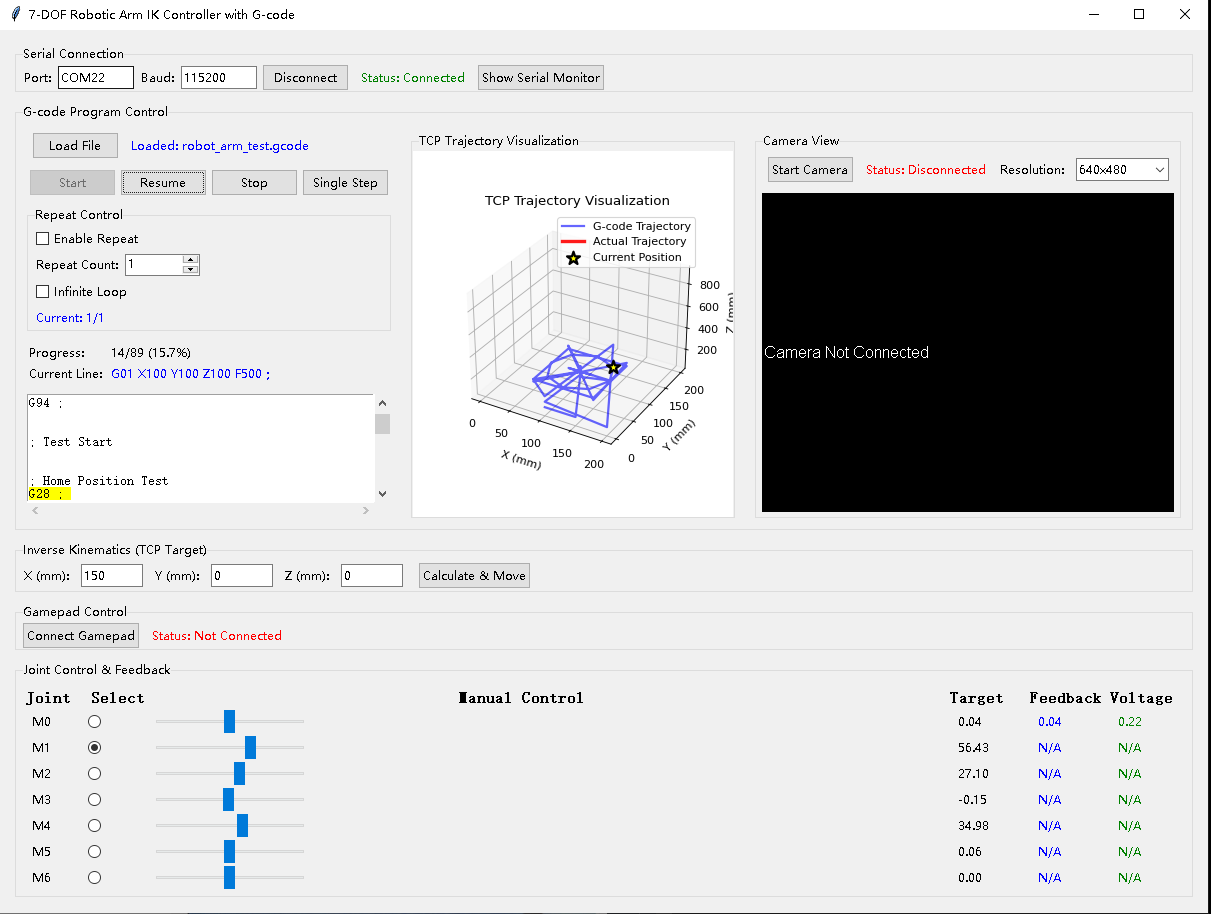 7-DOF Robotic Arm IK Controller with G-code
Serial Connection
Port: COM22 Baud: 115200 Disconnect Status: Connected Show Serial Monitor
G-code Program Control
Load File Loaded: robot_arm_test.gcode
Start Resume Stop Single Step
Repeat Control
Enable Repeat
Repeat Count: 1
Infinite Loop
Current: 1/1
Progress: 14/89 (15.7%)
Current Line: G01 X100 Y100 Z100 F500 ;
G94 ;
; Test Start
; Home Position Test
G28 ;
TCP Trajectory Visualization
TCP Trajectory Visualization
G-code Trajectory
Actual Trajectory
Current Position
800
600
400
200
Z (mm)
0
50
100
150
200
X (mm)
0
50
100
150
200
Y (mm)
Camera View
Start Camera Status: Disconnected Resolution: 640x480
Camera Not Connected
Inverse Kinematics (TCP Target)
X (mm): 150 Y (mm): 0 Z (mm): 0 Calculate & Move
Gamepad Control
Connect Gamepad Status: Not Connected
Joint Control & Feedback
Joint Select Manual Control Target Feedback Voltage
M0 0.04 0.04 0.22
M1 56.43 N/A N/A
M2 27.10 N/A N/A
M3 -0.15 N/A N/A
M4 34.98 N/A N/A
M5 0.06 N/A N/A
M6 0.00 N/A N/A